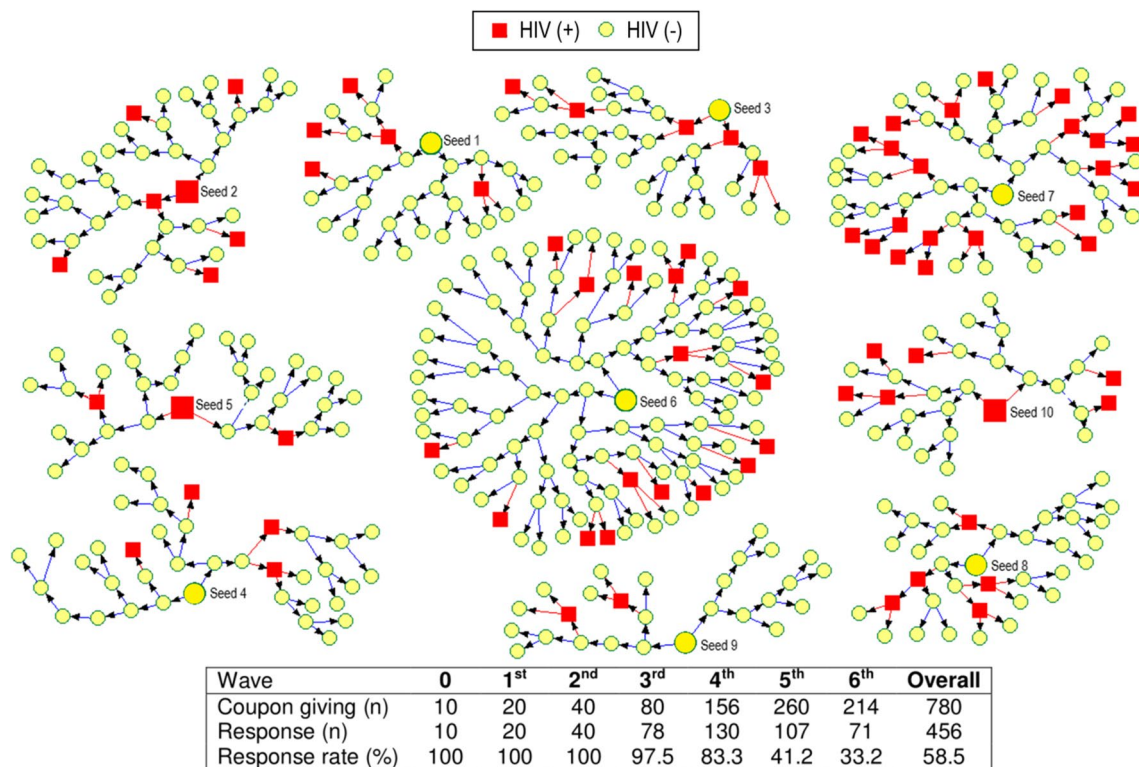 HIV (+) HIV (-)
Seed 1
Seed 3
Seed 2
Seed 7
Seed 6
Seed 5
Seed 10
Seed 8
Seed 4
Seed 9
Wave 0 1st 2nd 3rd 4th 5th 6th Overall
Coupon giving (n) 10 20 40 80 156 260 214 780
Response (n) 10 20 40 78 130 107 71 456
Response rate (%) 100 100 100 97.5 83.3 41.2 33.2 58.5